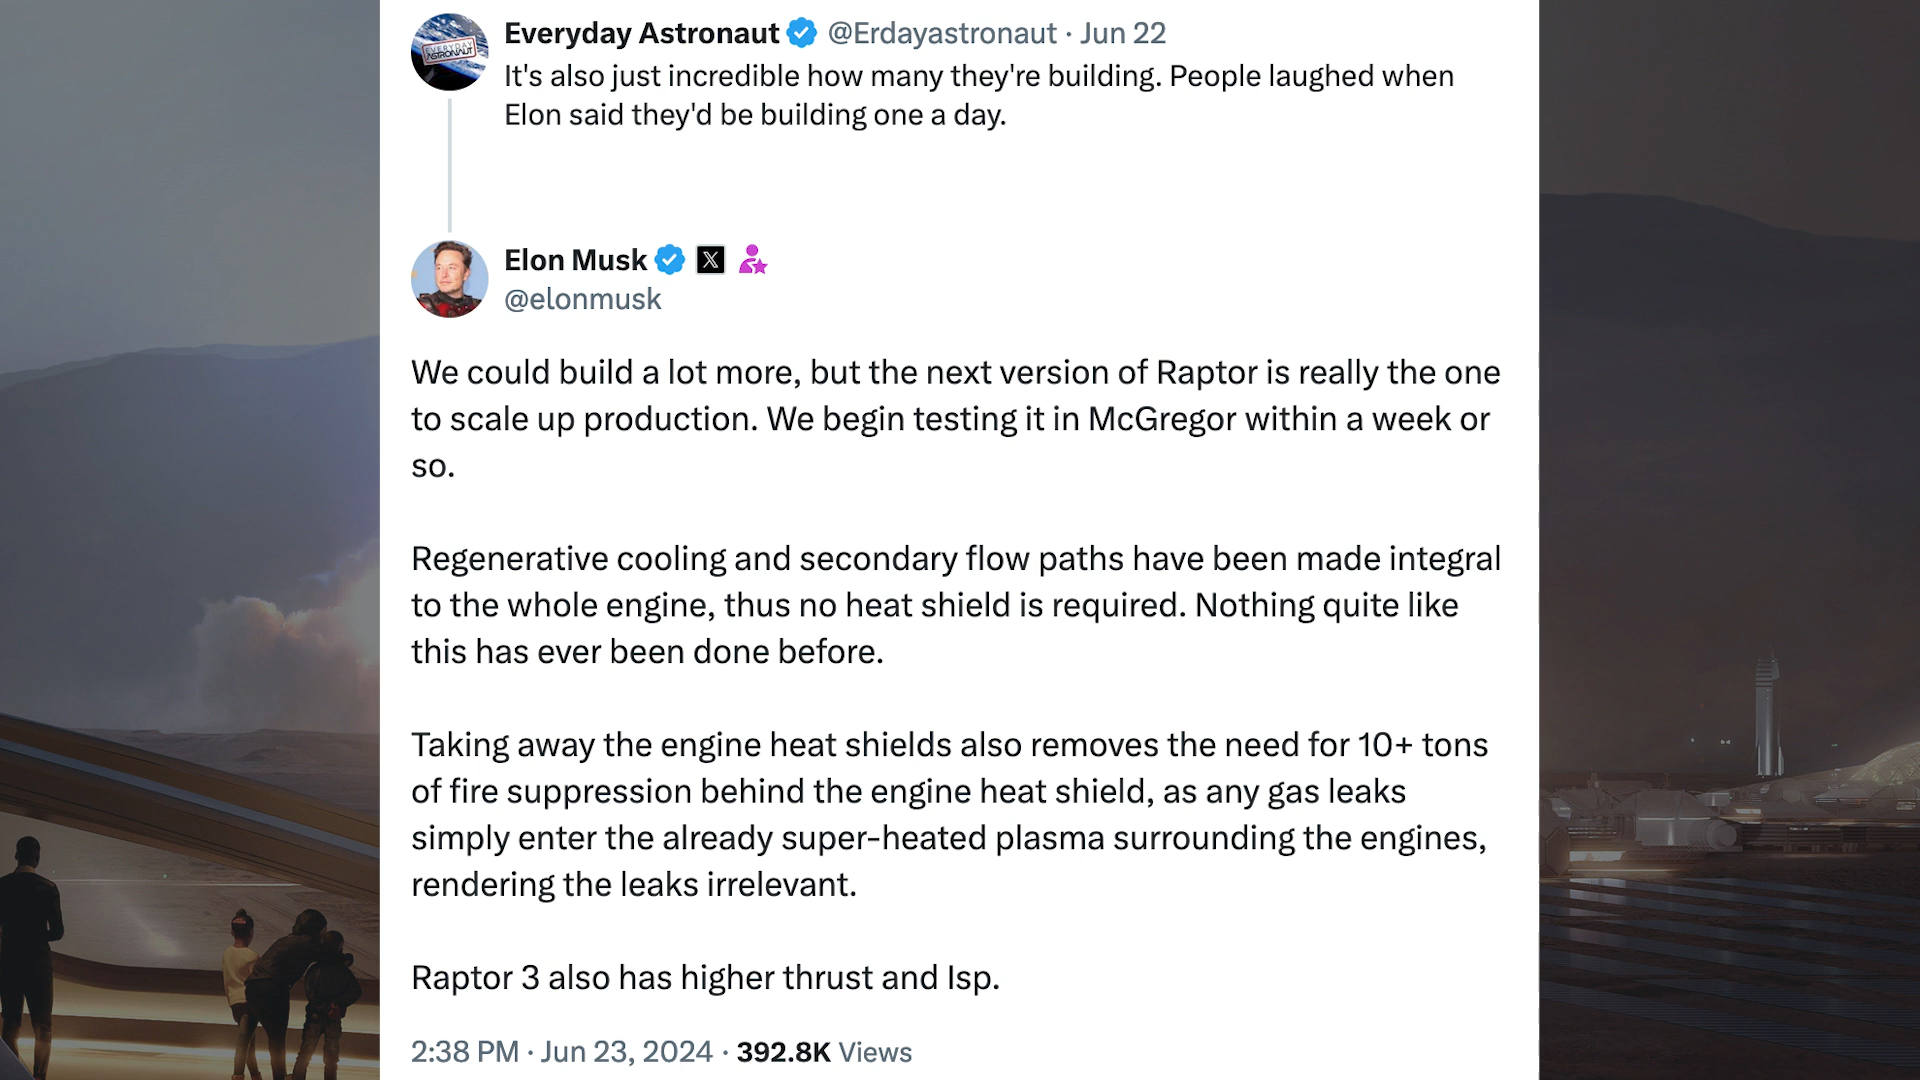 Everyday Astronaut @Erdayastronaut · Jun 22
It's also just incredible how many they're building. People laughed when
Elon said they'd be building one a day.
EVERYDAY
ASTRONAUT
Elon Musk
@elonmusk
We could build a lot more, but the next version of Raptor is really the one
to scale up production. We begin testing it in McGregor within a week or
so.
Regenerative cooling and secondary flow paths have been made integral
to the whole engine, thus no heat shield is required. Nothing quite like
this has ever been done before.
Taking away the engine heat shields also removes the need for 10+ tons
of fire suppression behind the engine heat shield, as any gas leaks
simply enter the already super-heated plasma surrounding the engines,
rendering the leaks irrelevant.
Raptor 3 also has higher thrust and Isp.
2:38 PM · Jun 23, 2024 · 392.8K Views